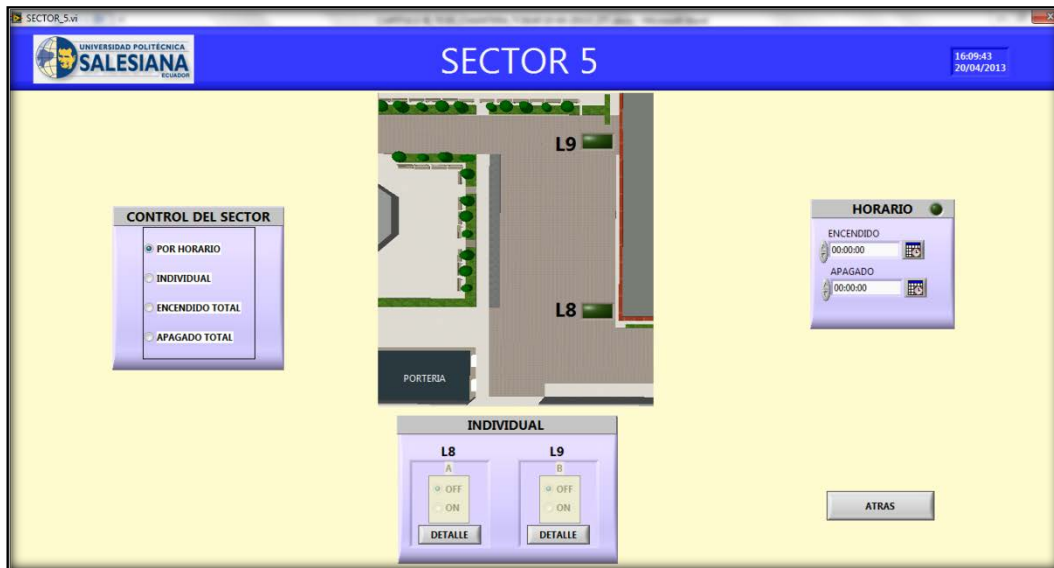 SECTOR_5.vi
UNIVERSIDAD POLITÉCNICA
SALESIANA
ECUADOR
SECTOR 5
16:09:43
20/04/2013
CONTROL DEL SECTOR
POR HORARIO
INDIVIDUAL
ENCENDIDO TOTAL
APAGADO TOTAL
L9
L8
PORTERIA
HORARIO
ENCENDIDO
00:00:00
APAGADO
00:00:00
INDIVIDUAL
L8 L9
A B
OFF OFF
ON ON
DETALLE DETALLE
ATRAS